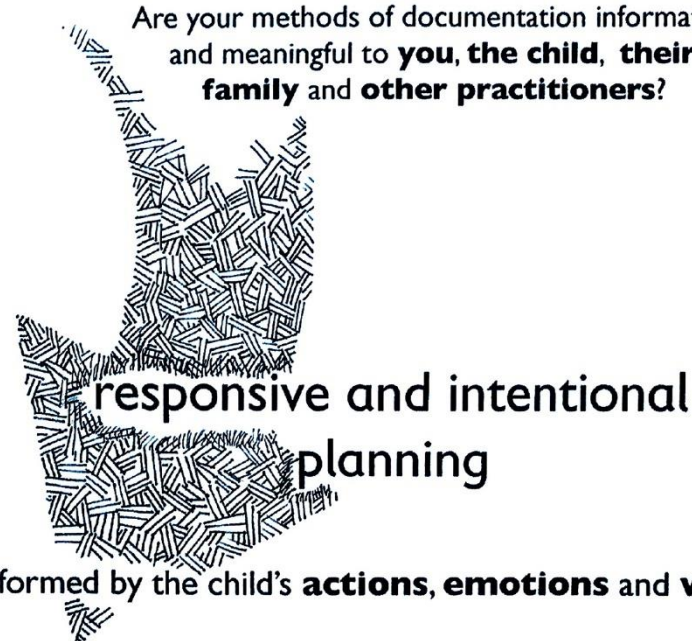 Are your methods of documentation informa
and meaningful to you, the child, their
family and other practitioners?
responsive and intentional
planning
formed by the child's actions, emotions and